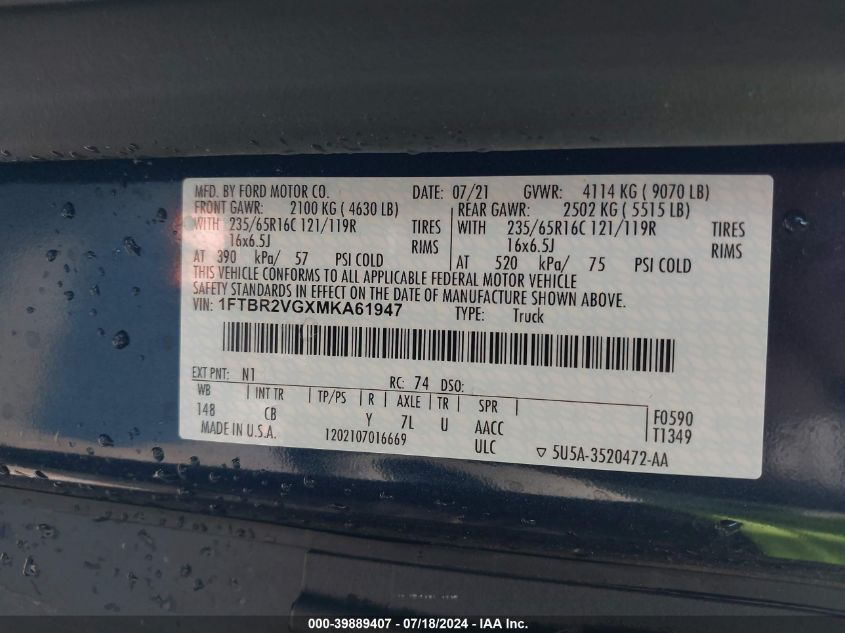 MFD. BY FORD MOTOR CO. DATE: 07/21 GVWR: 4114 KG ( 9070 LB)
FRONT GAWR: 2100 KG ( 4630 LB) REAR GAWR: 2502 KG ( 5515 LB)
WITH 235/65R16C 121/119R TIRES WITH 235/65R16C 121/119R TIRES
16x6.5J RIMS 16x6.5J RIMS
AT 390 kPa/ 57 PSI COLD AT 520 kPa/ 75 PSI COLD
THIS VEHICLE CONFORMS TO ALL APPLICABLE FEDERAL MOTOR VEHICLE
SAFETY STANDARDS IN EFFECT ON THE DATE OF MANUFACTURE SHOWN ABOVE.
VIN: 1FTBR2VGXMKA61947 TYPE: Truck
EXT PNT: N1 RC: 74 DSO:
WB INT TR TP/PS R AXLE TR SPR
148 CB Y 7L U AACC F0590
MADE IN U.S.A. 1202107016669 ULC T1349
5U5A-3520472-AA
000-39889407 - 07/18/2024 - IAA Inc.